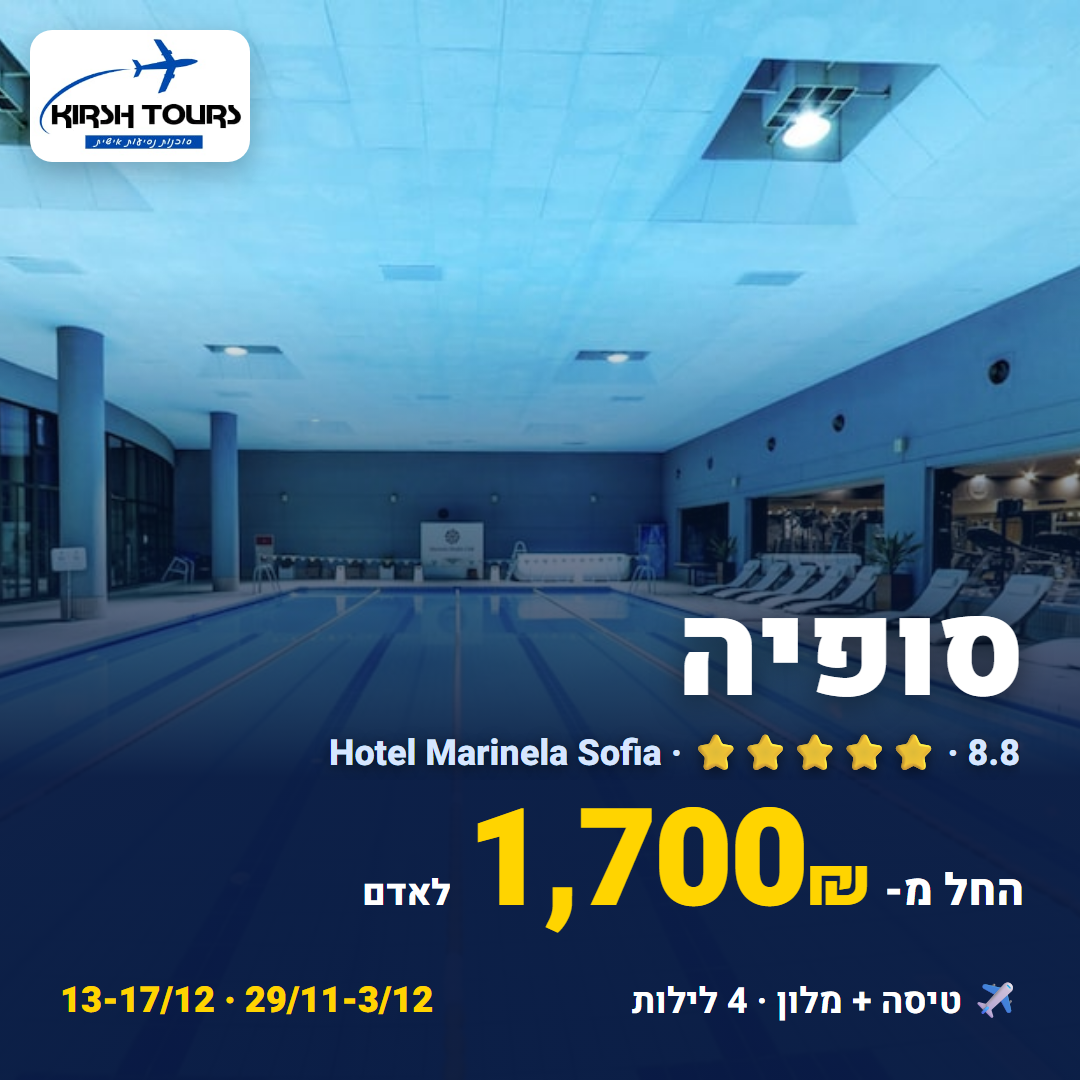 KIRSH TOURS
סוכנות נסיעות אישית
סופיה
Hotel Marinela Sofia · ⭐⭐⭐⭐⭐ · 8.8
החל מ- ₪1,700 לאדם
✈️ טיסה + מלון · 4 לילות
13-17/12 · 29/11-3/12